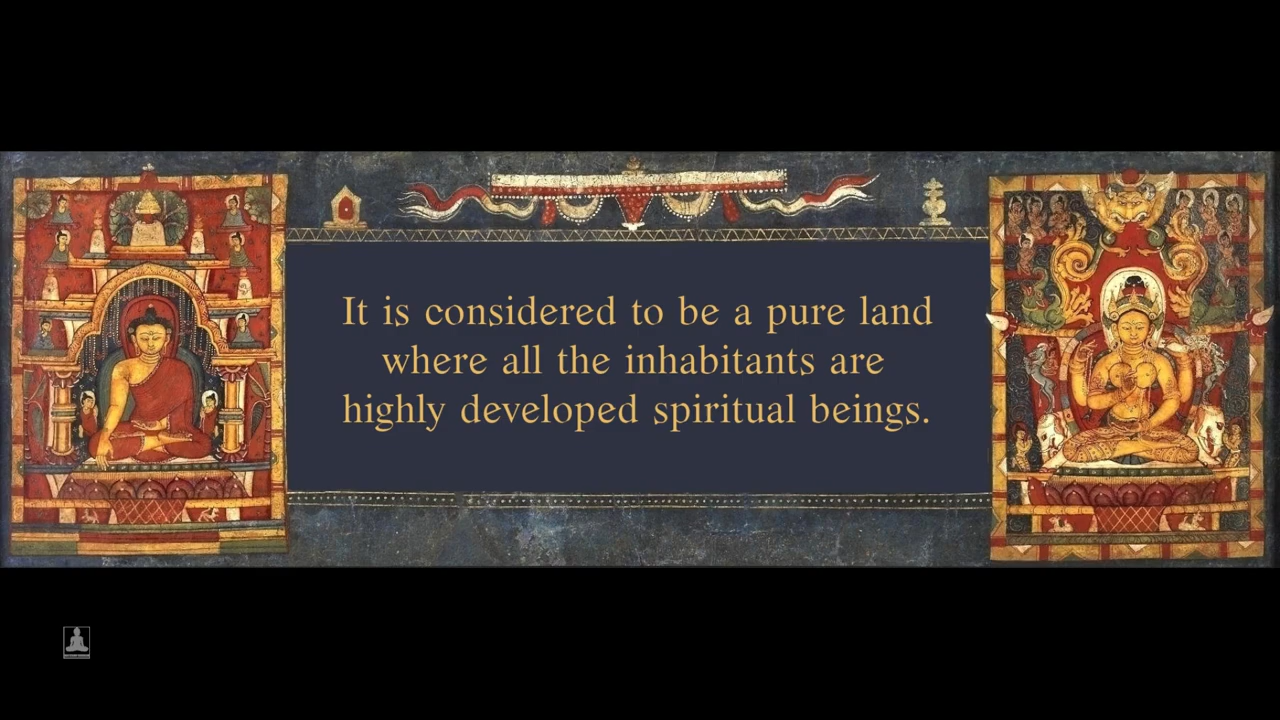 It is considered to be a pure land
where all the inhabitants are
highly developed spiritual beings.